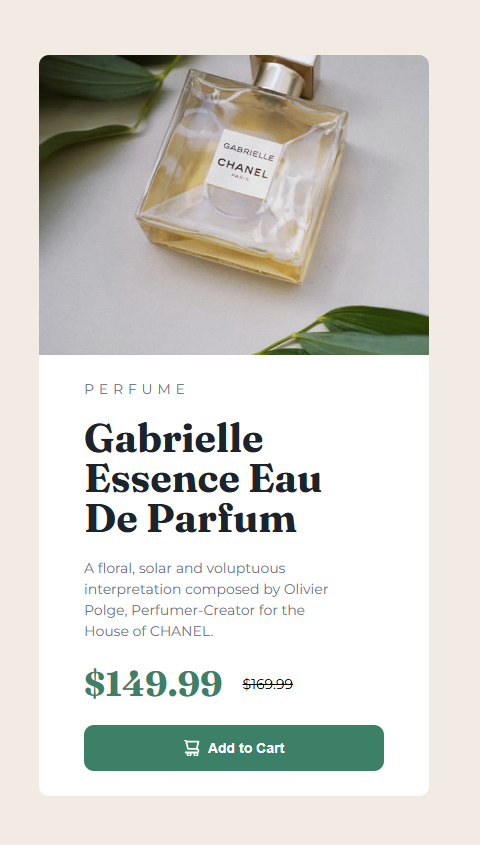 GABRIELLE
CHANEL
PARIS
PERFUME
Gabrielle
Essence Eau
De Parfum
A floral, solar and voluptuous
interpretation composed by Olivier
Polge, Perfumer-Creator for the
House of CHANEL.
$149.99 $169.99
Add to Cart